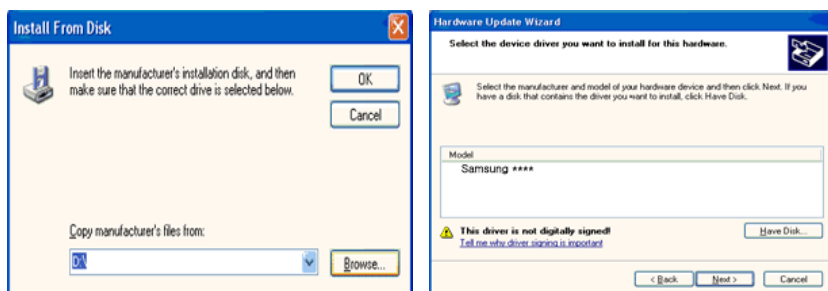 Install From Disk
Insert the manufacturer's installation disk, and then
make sure that the correct drive is selected below.
OK
Cancel
Copy manufacturer's files from:
D:\
Browse...
Hardware Update Wizard
Select the device driver you want to install for this hardware.
Select the manufacturer and model of your hardware device and then click Next. If you
have a disk that contains the driver you want to install, click Have Disk.
Model
Samsung ****
This driver is not digitally signed!
Tell me why driver signing is important
Have Disk...
< Back
Next >
Cancel